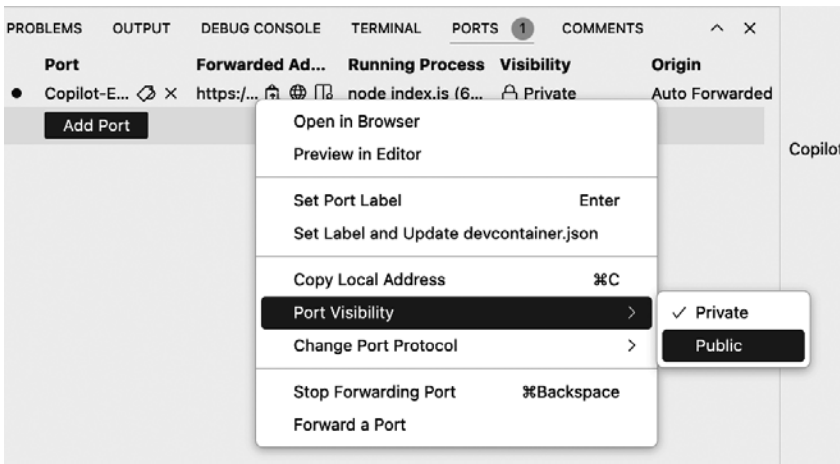 PROBLEMS OUTPUT DEBUG CONSOLE TERMINAL PORTS 1 COMMENTS
Port Forwarded Ad... Running Process Visibility Origin
Copilot-E... https:/... node index.js (6... Private Auto Forwarded
Add Port
Open in Browser
Preview in Editor
Copilot
Set Port Label Enter
Set Label and Update devcontainer.json
Copy Local Address ⌘C
Port Visibility > ✓ Private
Change Port Protocol > Public
Stop Forwarding Port ⌘Backspace
Forward a Port